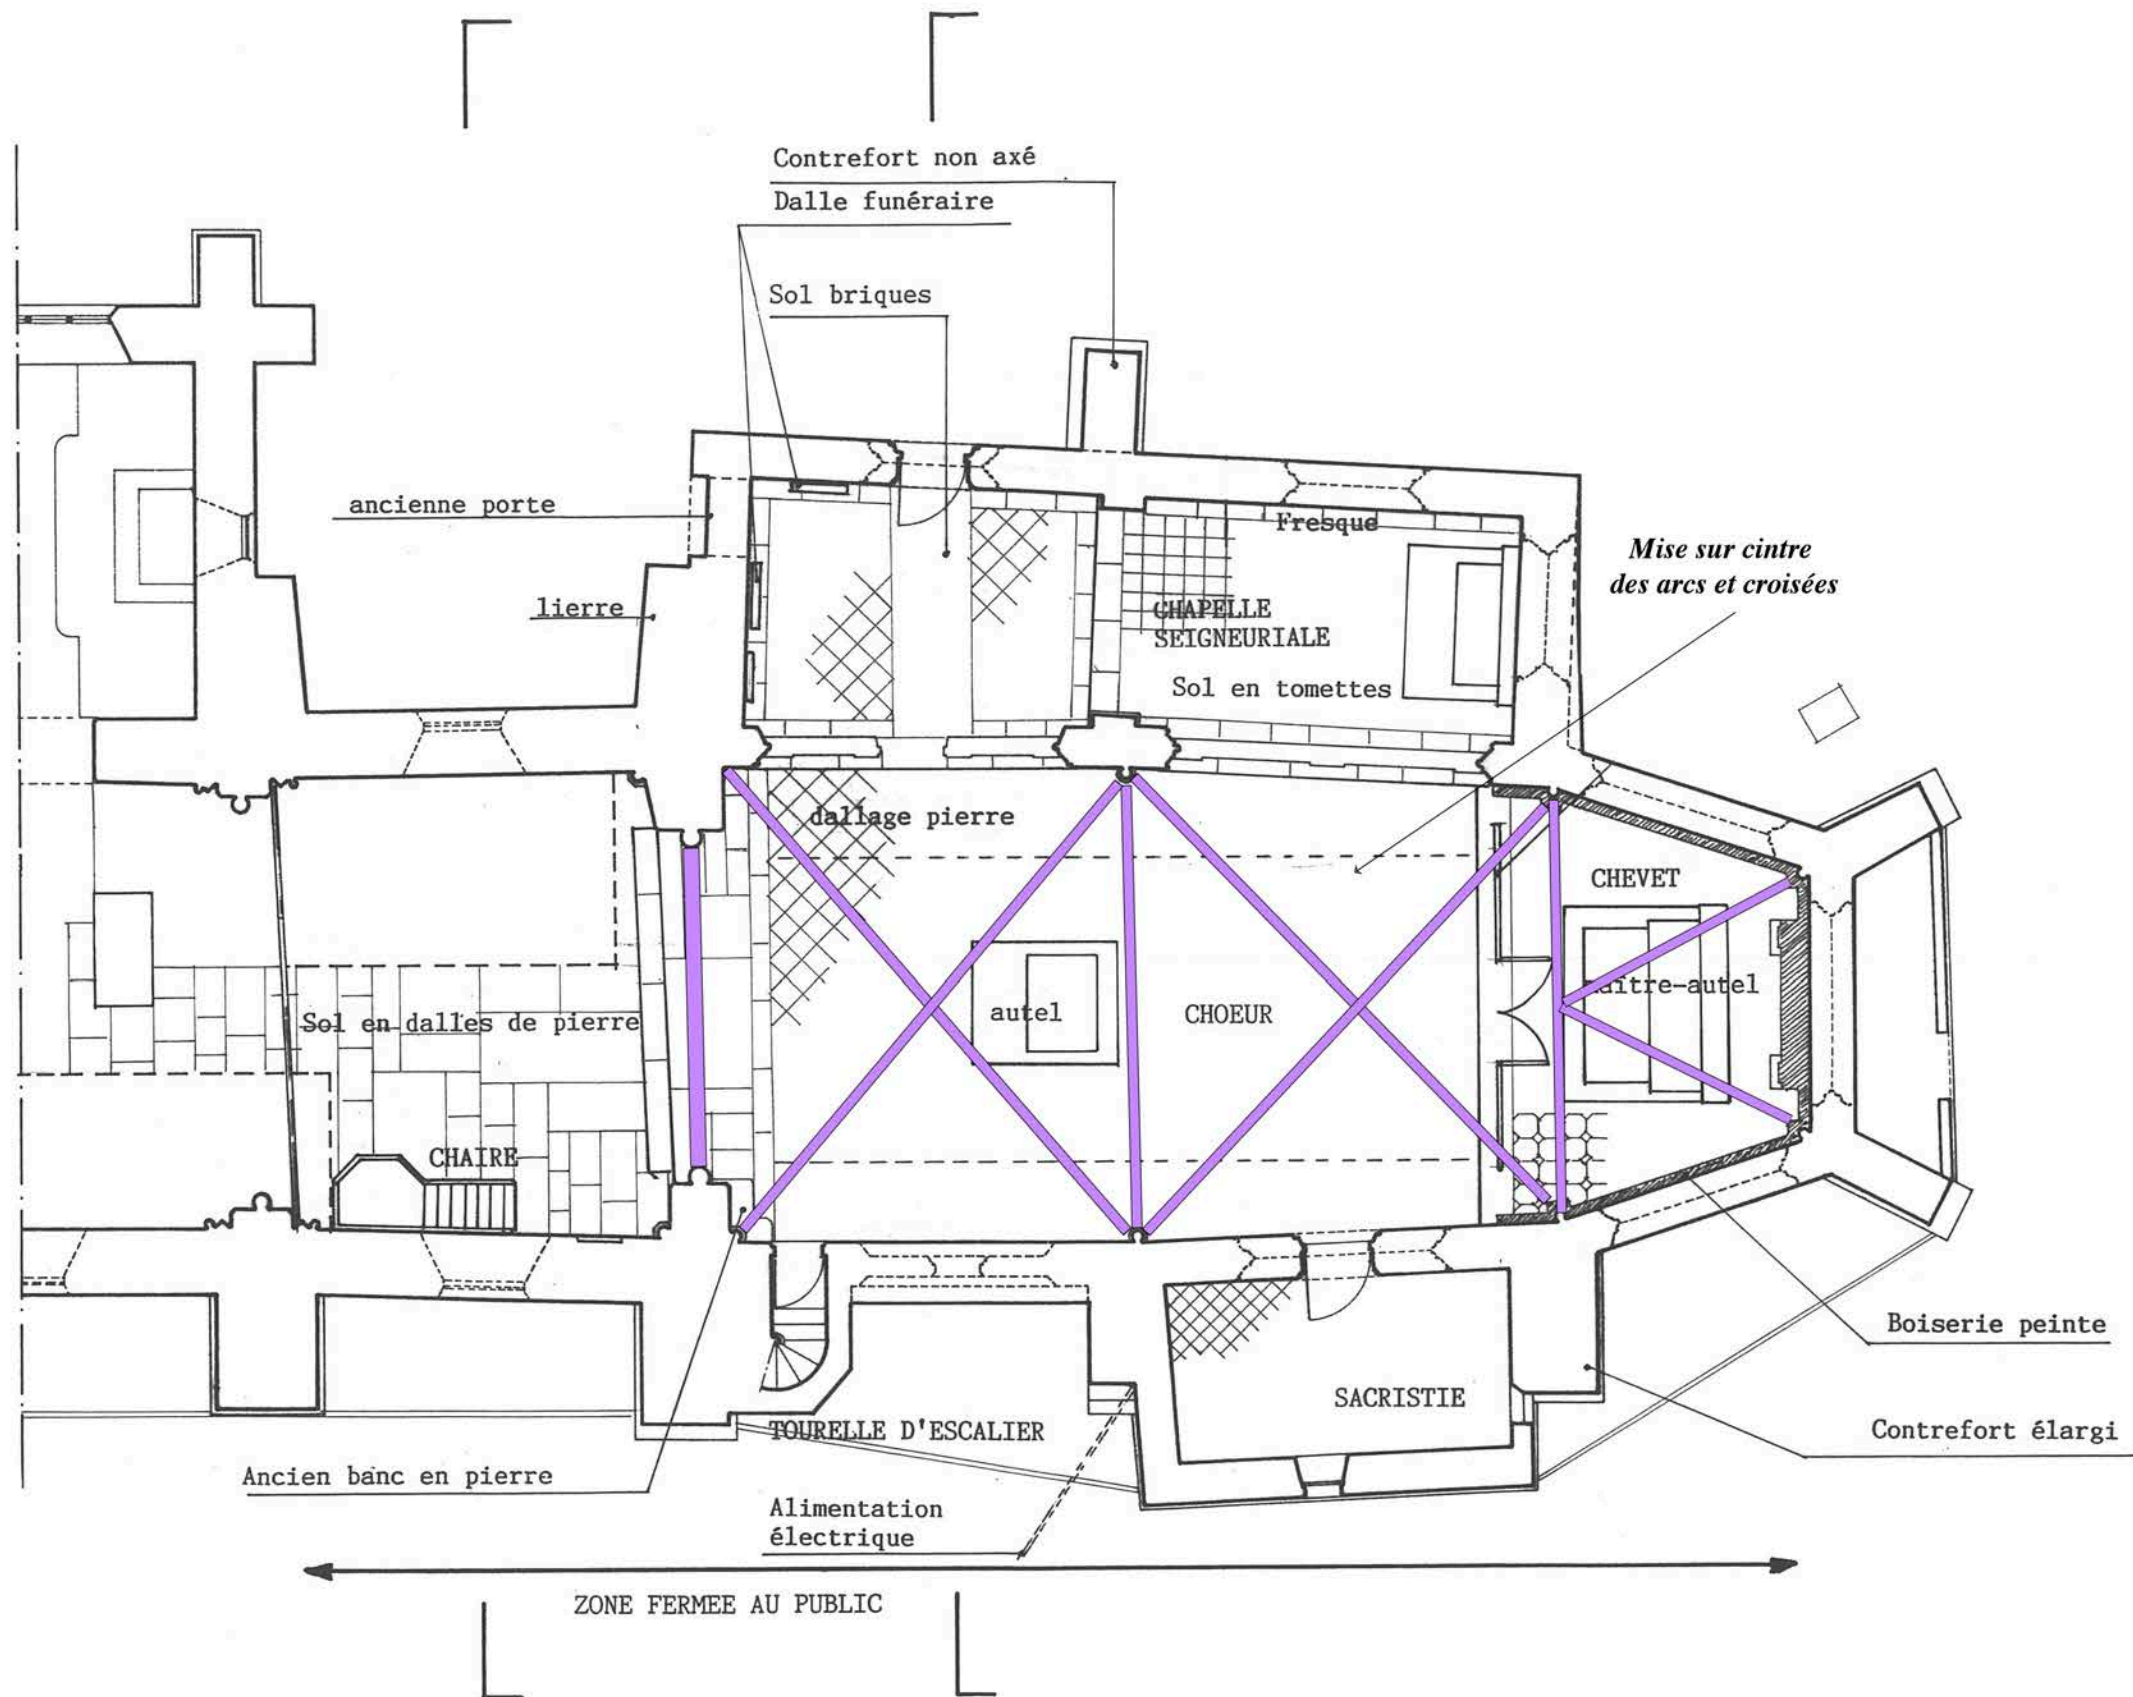 Contrefort non axé
Dalle funéraire
Sol briques
ancienne porte
Fresque
Mise sur cintre
des arcs et croisées
lierre
CHAPELLE
SEIGNEURIALE
Sol en tomettes
dallage pierre
CHEVET
maître-autel
autel
CHOEUR
Sol en dalles de pierre
CHAIRE
Boiserie peinte
SACRISTIE
TOURELLE D'ESCALIER
Contrefort élargi
Ancien banc en pierre
Alimentation
électrique
ZONE FERMEE AU PUBLIC